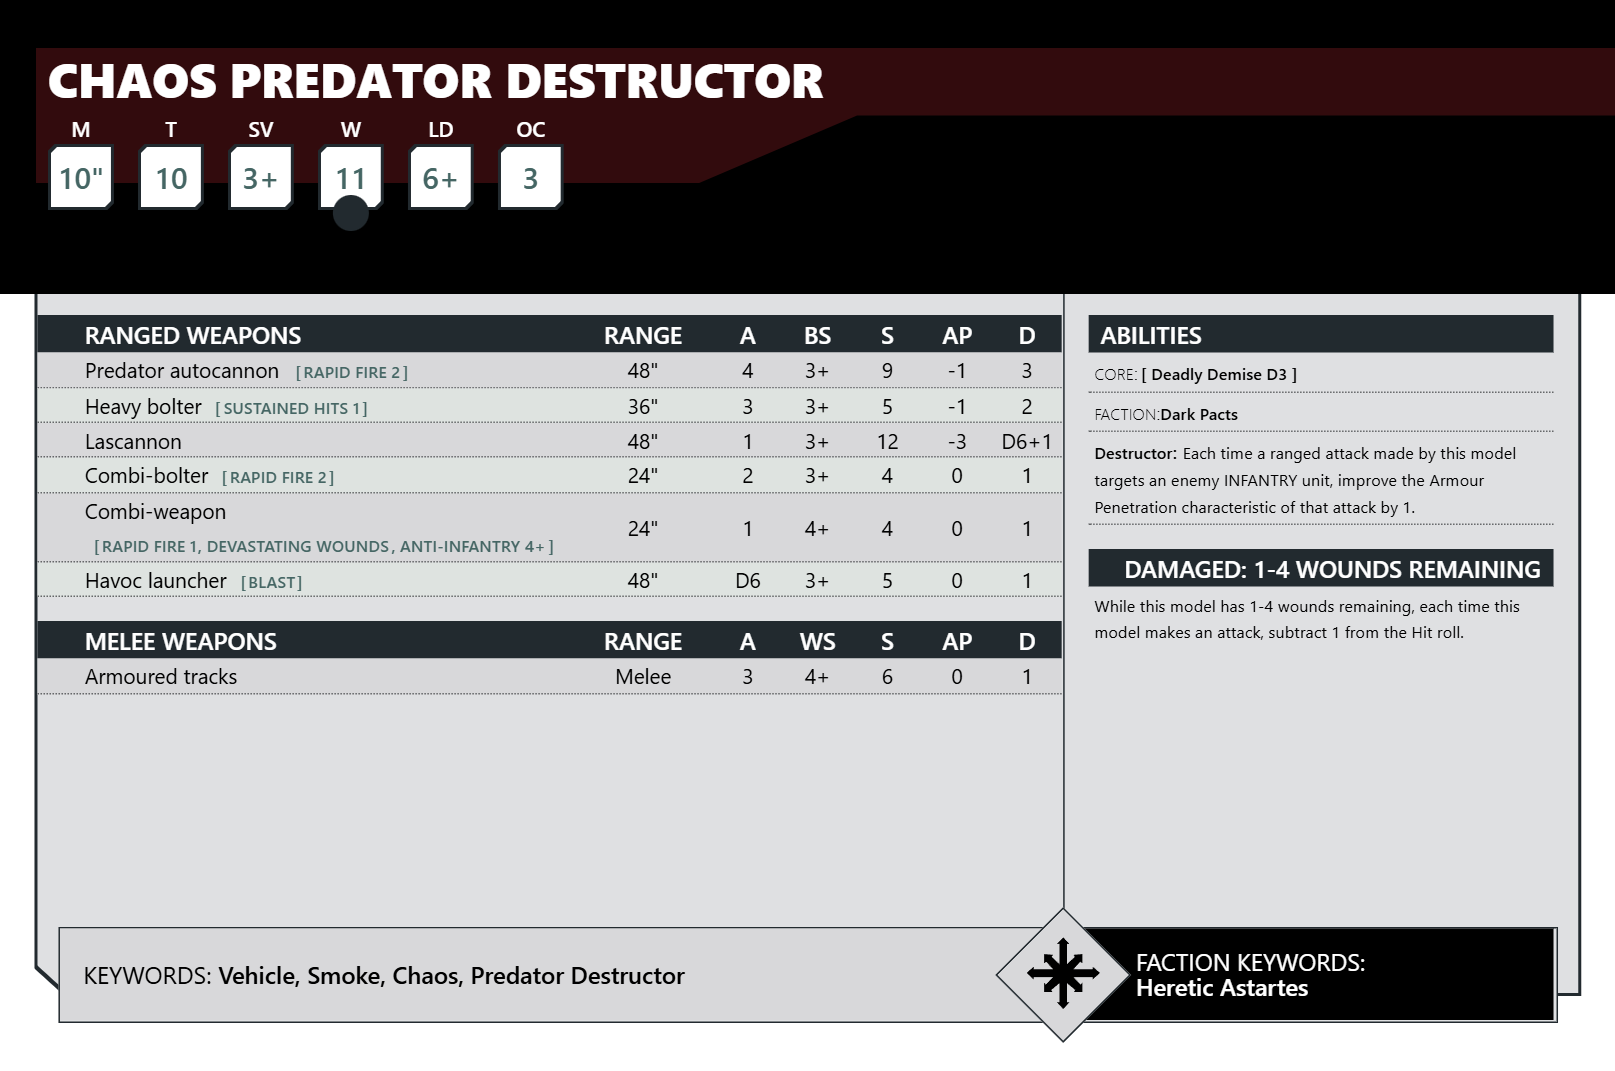 CHAOS PREDATOR DESTRUCTOR
M T SV W LD OC
10" 10 3+ 11 6+ 3
RANGED WEAPONS RANGE A BS S AP D
Predator autocannon [RAPID FIRE 2] 48" 4 3+ 9 -1 3
Heavy bolter [SUSTAINED HITS 1] 36" 3 3+ 5 -1 2
Lascannon 48" 1 3+ 12 -3 D6+1
Combi-bolter [RAPID FIRE 2] 24" 2 3+ 4 0 1
Combi-weapon
[RAPID FIRE 1, DEVASTATING WOUNDS, ANTI-INFANTRY 4+] 24" 1 4+ 4 0 1
Havoc launcher [BLAST] 48" D6 3+ 5 0 1
MELEE WEAPONS RANGE A WS S AP D
Armoured tracks Melee 3 4+ 6 0 1
ABILITIES
CORE: [ Deadly Demise D3 ]
FACTION:Dark Pacts
Destructor: Each time a ranged attack made by this model
targets an enemy INFANTRY unit, improve the Armour
Penetration characteristic of that attack by 1.
DAMAGED: 1-4 WOUNDS REMAINING
While this model has 1-4 wounds remaining, each time this
model makes an attack, subtract 1 from the Hit roll.
KEYWORDS: Vehicle, Smoke, Chaos, Predator Destructor
FACTION KEYWORDS:
Heretic Astartes